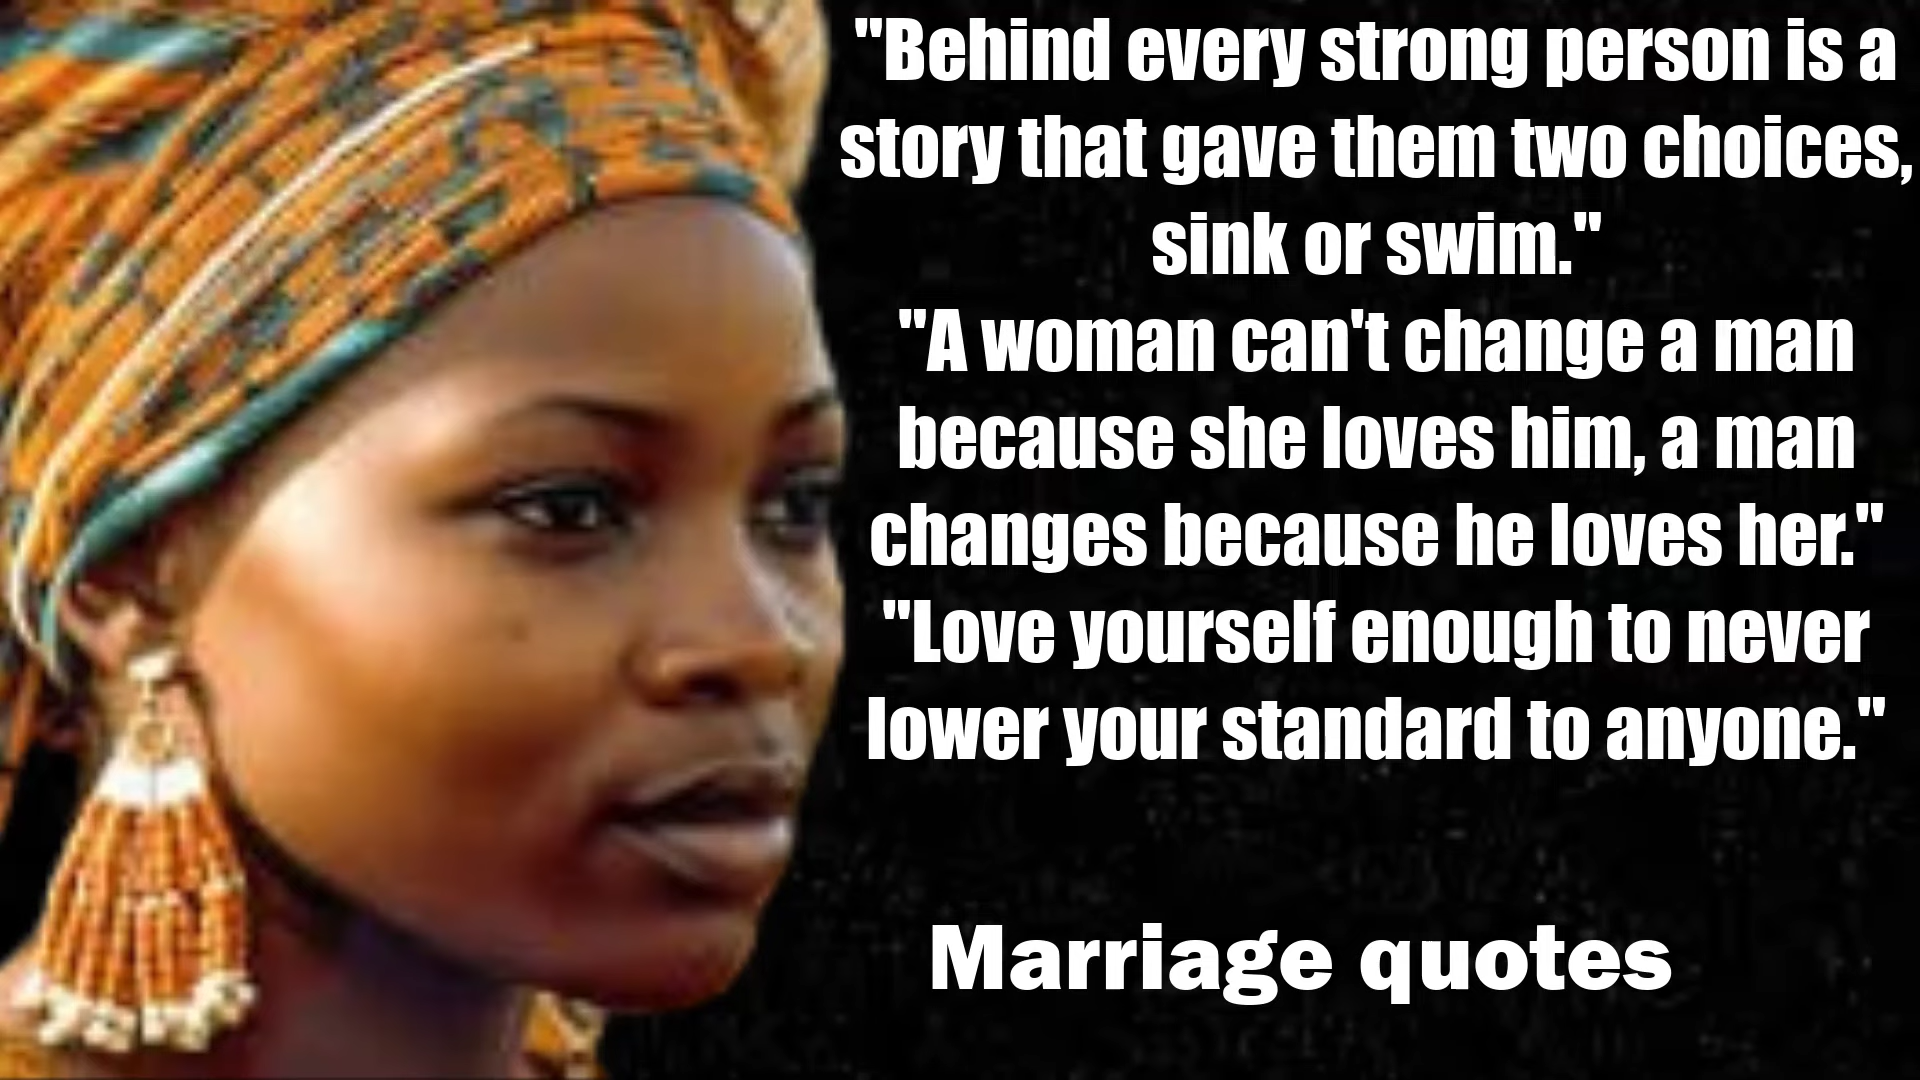 "Behind every strong person is a
story that gave them two choices,
sink or swim."
"A woman can't change a man
because she loves him, a man
changes because he loves her."
"Love yourself enough to never
lower your standard to anyone."
Marriage quotes